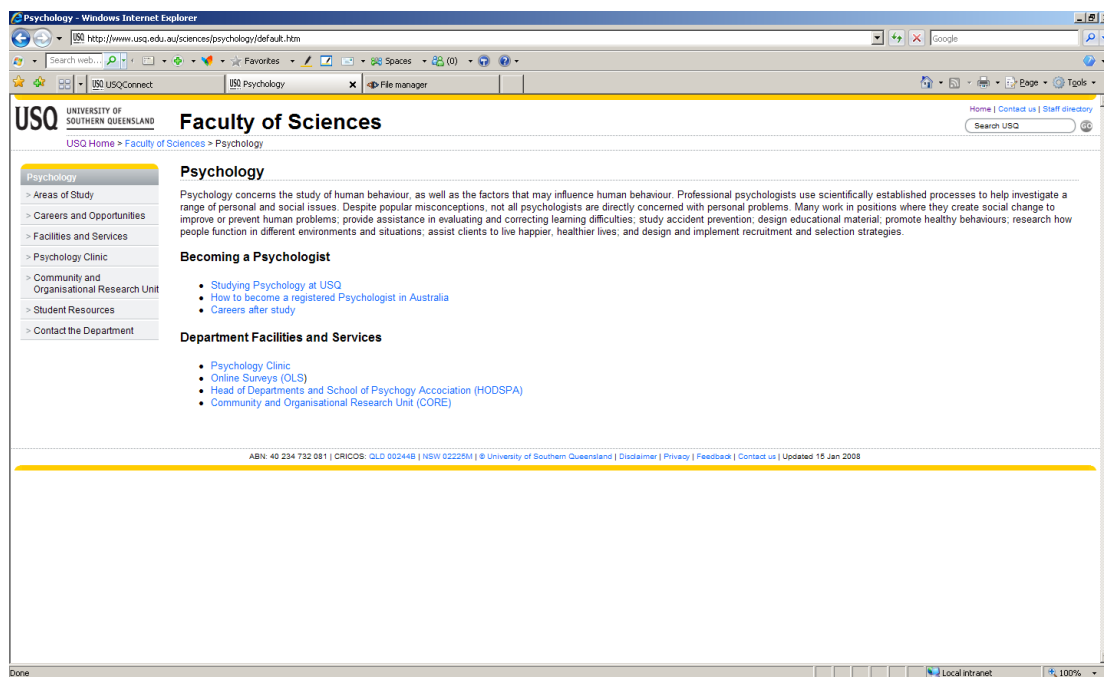 Psychology - Windows Internet Explorer
http://www.usq.edu.au/sciences/psychology/default.htm
Google
Search web...
Favorites
Spaces
(0)
USQConnect
Psychology
File manager
Page
Tools
USQ
UNIVERSITY OF
SOUTHERN QUEENSLAND
Faculty of Sciences
Home | Contact us | Staff directory
Search USQ
GO
USQ Home > Faculty of Sciences > Psychology
Psychology
> Areas of Study
> Careers and Opportunities
> Facilities and Services
> Psychology Clinic
> Community and
Organisational Research Unit
> Student Resources
> Contact the Department
Psychology
Psychology concerns the study of human behaviour, as well as the factors that may influence human behaviour. Professional psychologists use scientifically established processes to help investigate a
range of personal and social issues. Despite popular misconceptions, not all psychologists are directly concerned with personal problems. Many work in positions where they create social change to
improve or prevent human problems; provide assistance in evaluating and correcting learning difficulties; study accident prevention; design educational material; promote healthy behaviours; research how
people function in different environments and situations; assist clients to live happier, healthier lives; and design and implement recruitment and selection strategies.
Becoming a Psychologist
• Studying Psychology at USQ
• How to become a registered Psychologist in Australia
• Careers after study
Department Facilities and Services
• Psychology Clinic
• Online Surveys (OLS)
• Head of Departments and School of Psychogy Accociation (HODSPA)
• Community and Organisational Research Unit (CORE)
ABN: 40 234 732 081 | CRICOS: QLD 00244B | NSW 02225M | © University of Southern Queensland | Disclaimer | Privacy | Feedback | Contact us | Updated 15 Jan 2008
Done
Local intranet
100%